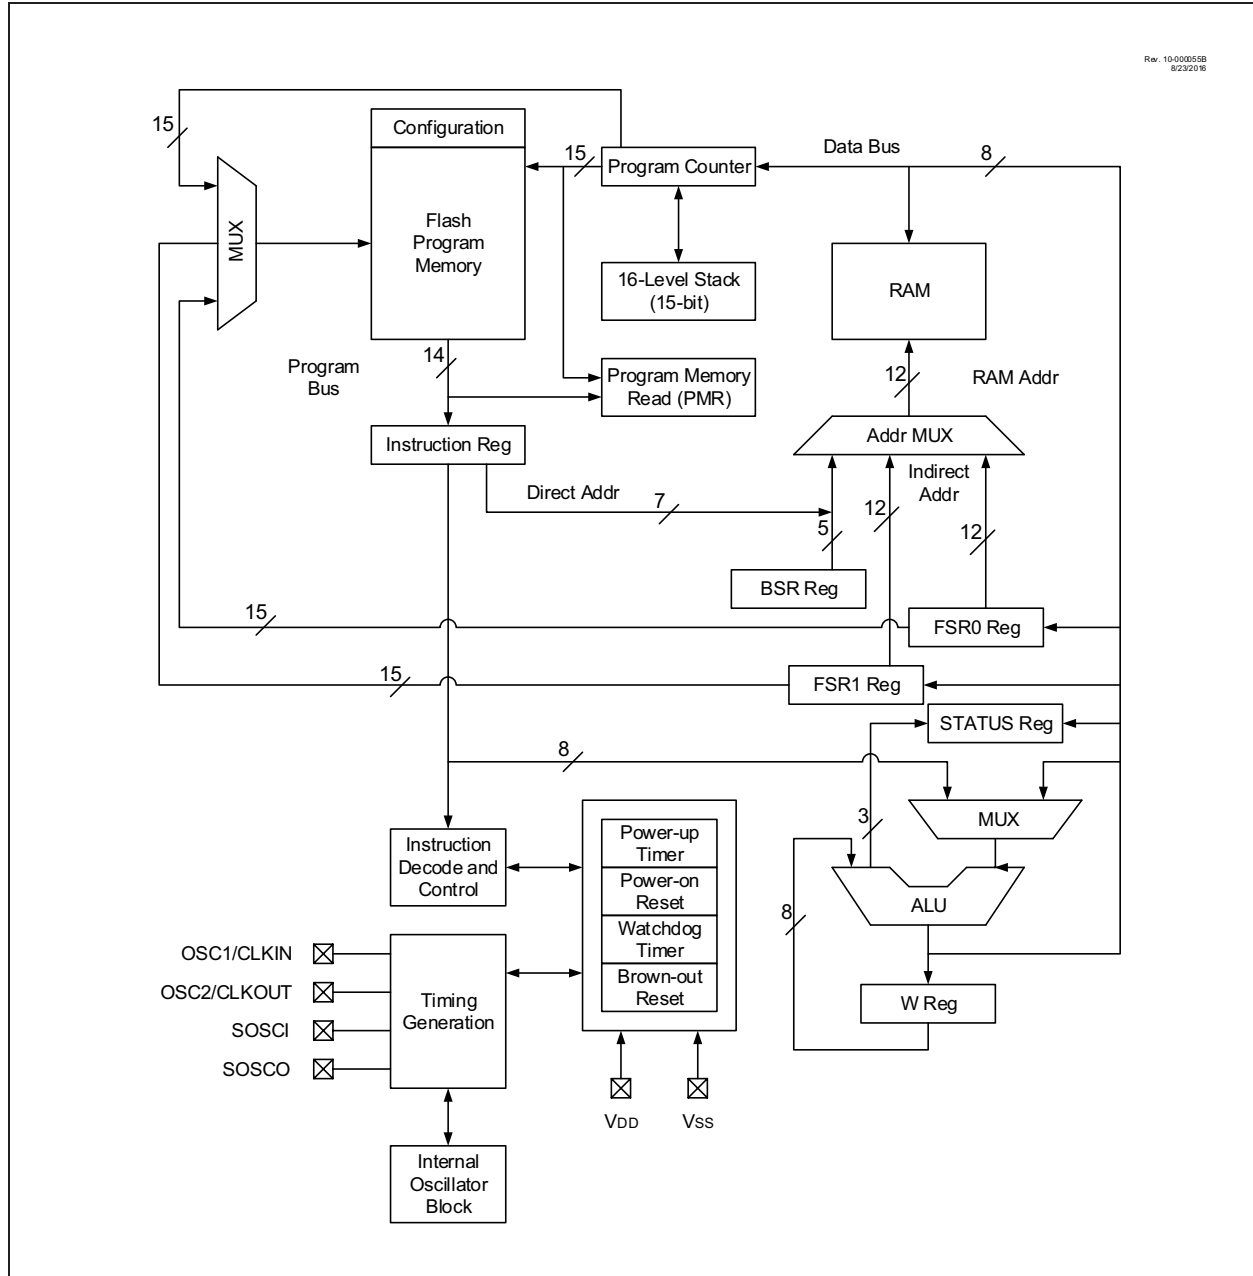 Rev. 10-000055B
8/23/2016
15
Configuration
15
Program Counter
Data Bus
8
MUX
Flash
Program
Memory
16-Level Stack
(15-bit)
RAM
Program
Bus
14
Program Memory
Read (PMR)
12
RAM Addr
Instruction Reg
Addr MUX
Direct Addr
7
Indirect
Addr
12
5
12
BSR Reg
15
FSR0 Reg
15
FSR1 Reg
STATUS Reg
8
3
MUX
Instruction
Decode and
Control
Power-up
Timer
Power-on
Reset
Watchdog
Timer
Brown-out
Reset
8
ALU
OSC1/CLKIN
OSC2/CLKOUT
SOSCI
SOSCO
Timing
Generation
W Reg
VDD
VSS
Internal
Oscillator
Block